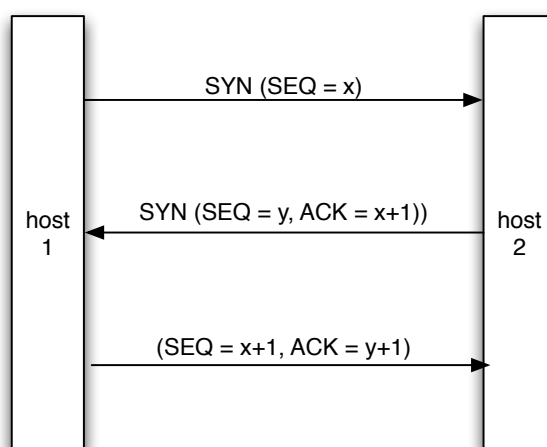 SYN (SEQ = x)
SYN (SEQ = y, ACK = x+1))
host
1
host
2
(SEQ = x+1, ACK = y+1)